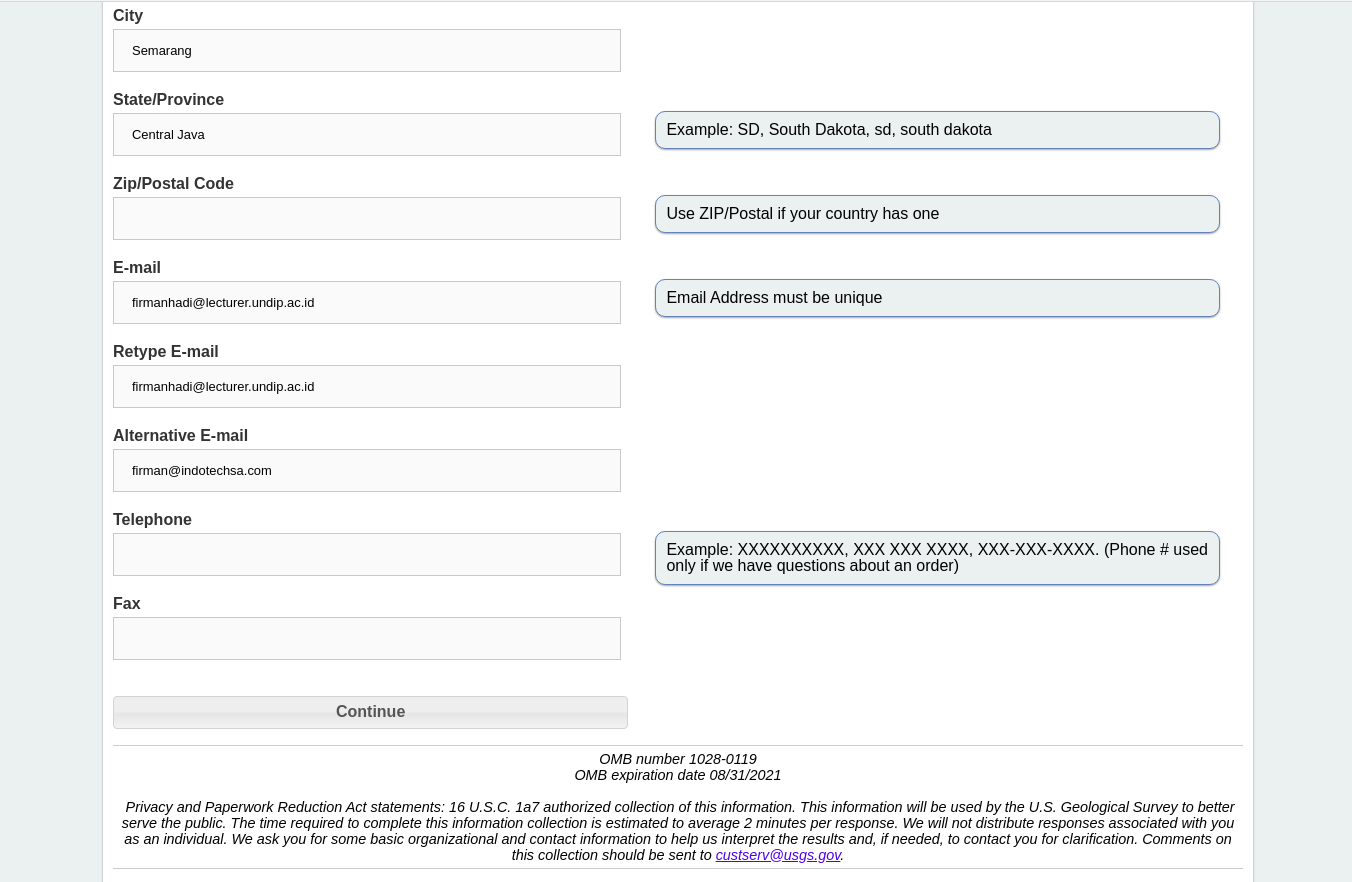 City
Semarang
State/Province
Central Java
Example: SD, South Dakota, sd, south dakota
Zip/Postal Code
Use ZIP/Postal if your country has one
E-mail
firmanhadi@lecturer.undip.ac.id
Email Address must be unique
Retype E-mail
firmanhadi@lecturer.undip.ac.id
Alternative E-mail
firman@indotechsa.com
Telephone
Example: XXXXXXXXXX, XXX XXX XXXX, XXX-XXX-XXXX. (Phone # used
only if we have questions about an order)
Fax
Continue
OMB number 1028-0119
OMB expiration date 08/31/2021
Privacy and Paperwork Reduction Act statements: 16 U.S.C. 1a7 authorized collection of this information. This information will be used by the U.S. Geological Survey to better
serve the public. The time required to complete this information collection is estimated to average 2 minutes per response. We will not distribute responses associated with you
as an individual. We ask you for some basic organizational and contact information to help us interpret the results and, if needed, to contact you for clarification. Comments on
this collection should be sent to custserv@usgs.gov.